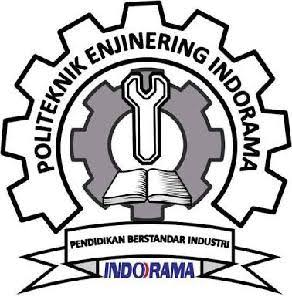 POLITEKNIK ENJINERING INDORAMA
PENDIDIKAN BERSTANDAR INDUSTRI
INDORAMA